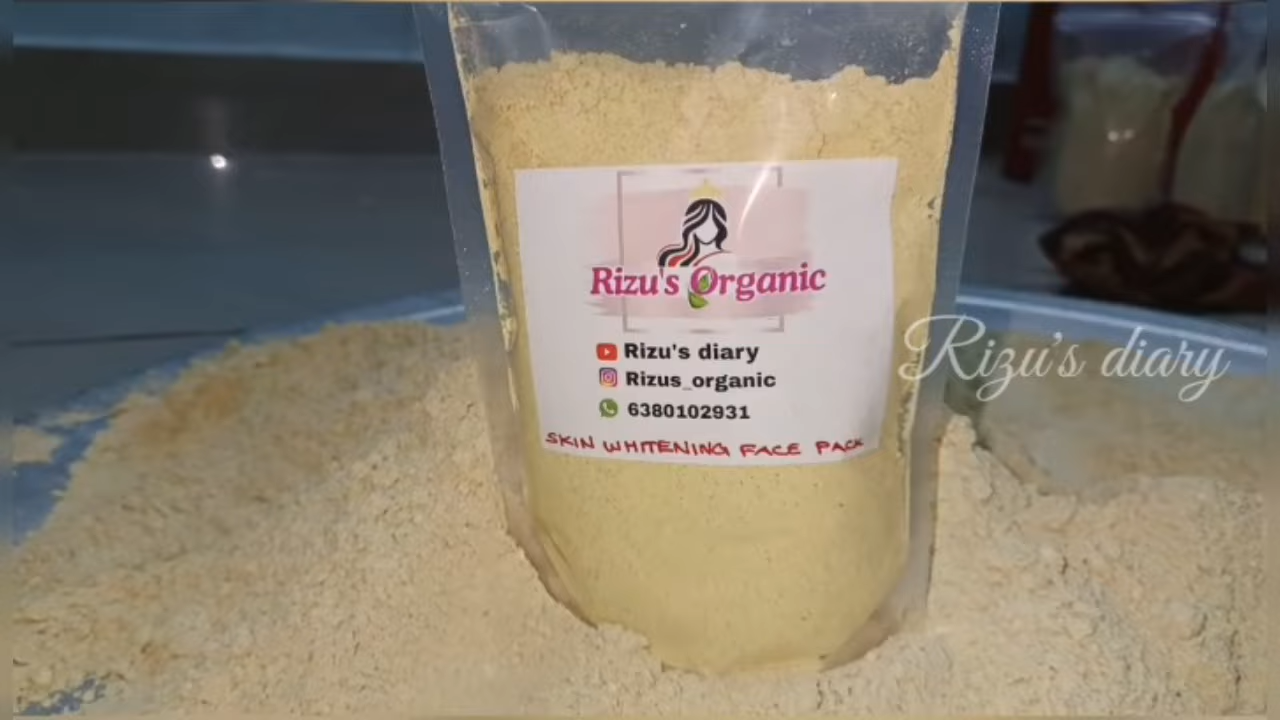 Rizu's Organic
Rizu's diary
Rizus_organic
6380102931
SKIN WHITENING FACE PACK
Rizu's diary